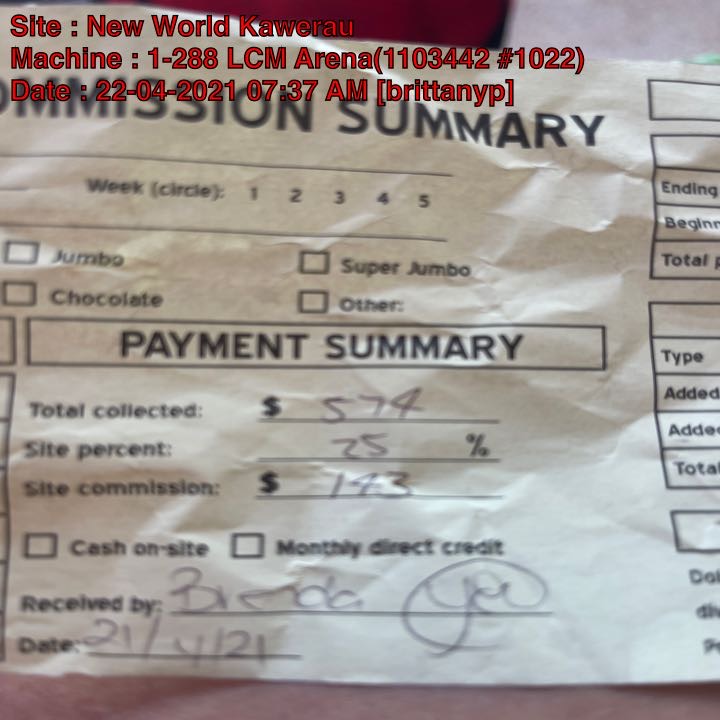 Site : New World Kawerau
Machine : 1-288 LCM Arena(1103442 #1022)
Date : 22-04-2021 07:37 AM [brittanyp]
OMMISSION SUMMARY
Week (circle): 1 2 3 4 5
Jumbo
Super Jumbo
Chocolate
Other:
PAYMENT SUMMARY
Total collected: $ 574
Site percent: 25 %
Site commission: $ 143
Cash on-site
Monthly direct credit
Received by: Brenda
Date: 21/4/21
Ending
Beginn
Total p
Type
Added
Added
Total